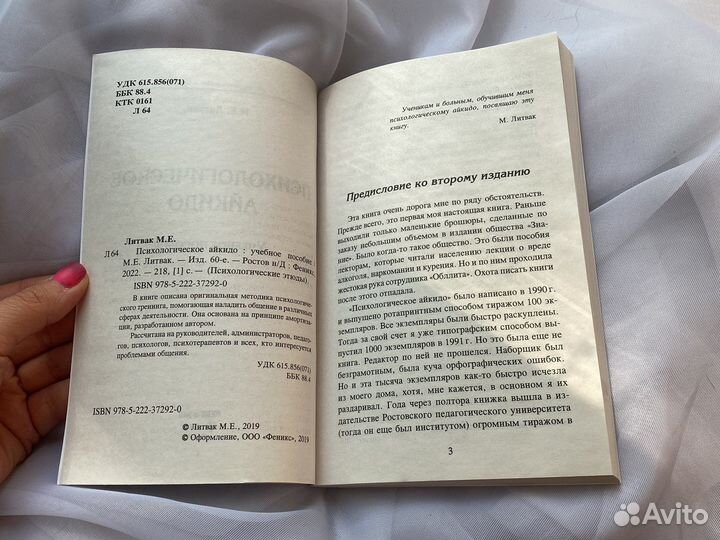 УДК 615.856(071)
ББК 88.4
КТК 0161
Л 64
Литвак М.Е.
Л64 Психологическое айкидо : учебное пособие
М.Е. Литвак. — Изд. 60-е. — Ростов н/Д : Феникс,
2022. — 218, [1] с. — (Психологические этюды).
ISBN 978-5-222-37292-0
В книге описана оригинальная методика психологичес-
кого тренинга, помогающая наладить общение в различных
сферах деятельности. Она основана на принципе аморти-
зации, разработанном автором.
Рассчитана на руководителей, администраторов, педаго-
гов, психологов, психотерапевтов и всех, кто интересуется
проблемами общения.
УДК 615.856(071)
ББК 88.4
ISBN 978-5-222-37292-0
© Литвак М.Е., 2019
© Оформление, ООО «Феникс», 2019
Ученикам и больным, обучившим меня
психологическому айкидо, посвящаю эту
книгу.
М. Литвак
Предисловие ко второму изданию
Эта книга очень дорога мне по ряду обстоятельств.
Прежде всего, это первая моя настоящая книга. Раньше
выходили только маленькие брошюры, сделанные по
заказу небольшим объемом в издании общества "Зна-
ние". Было когда-то такое общество. Это были пособия
лекторам, которые читали населению лекции о вреде
алкоголя, наркомании и курения. Но и по ним проходила
жестокая рука сотрудника "Обллита". Охота писать книги
после этого отпадала.
«Психологическое айкидо» было написано в 1990 г.
и выпущено ротапринтным способом тиражом 100 эк-
земпляров. Все экземпляры были быстро раскуплены.
Тогда за свой счет я уже типографским способом вы-
пустил 1000 экземпляров в 1991 г. Но это была еще не
книга. Редактор по ней не прошелся. Наборщик был
безграмотным, была куча орфографических ошибок.
Но и эта тысяча экземпляров как-то быстро исчезла
из моего дома, хотя, мне кажется, в основном я их
раздаривал. Года через полтора книжка вышла в из-
дательстве Ростовского педагогического университета
(тогда он еще был институтом) огромным тиражом в
3
Avito